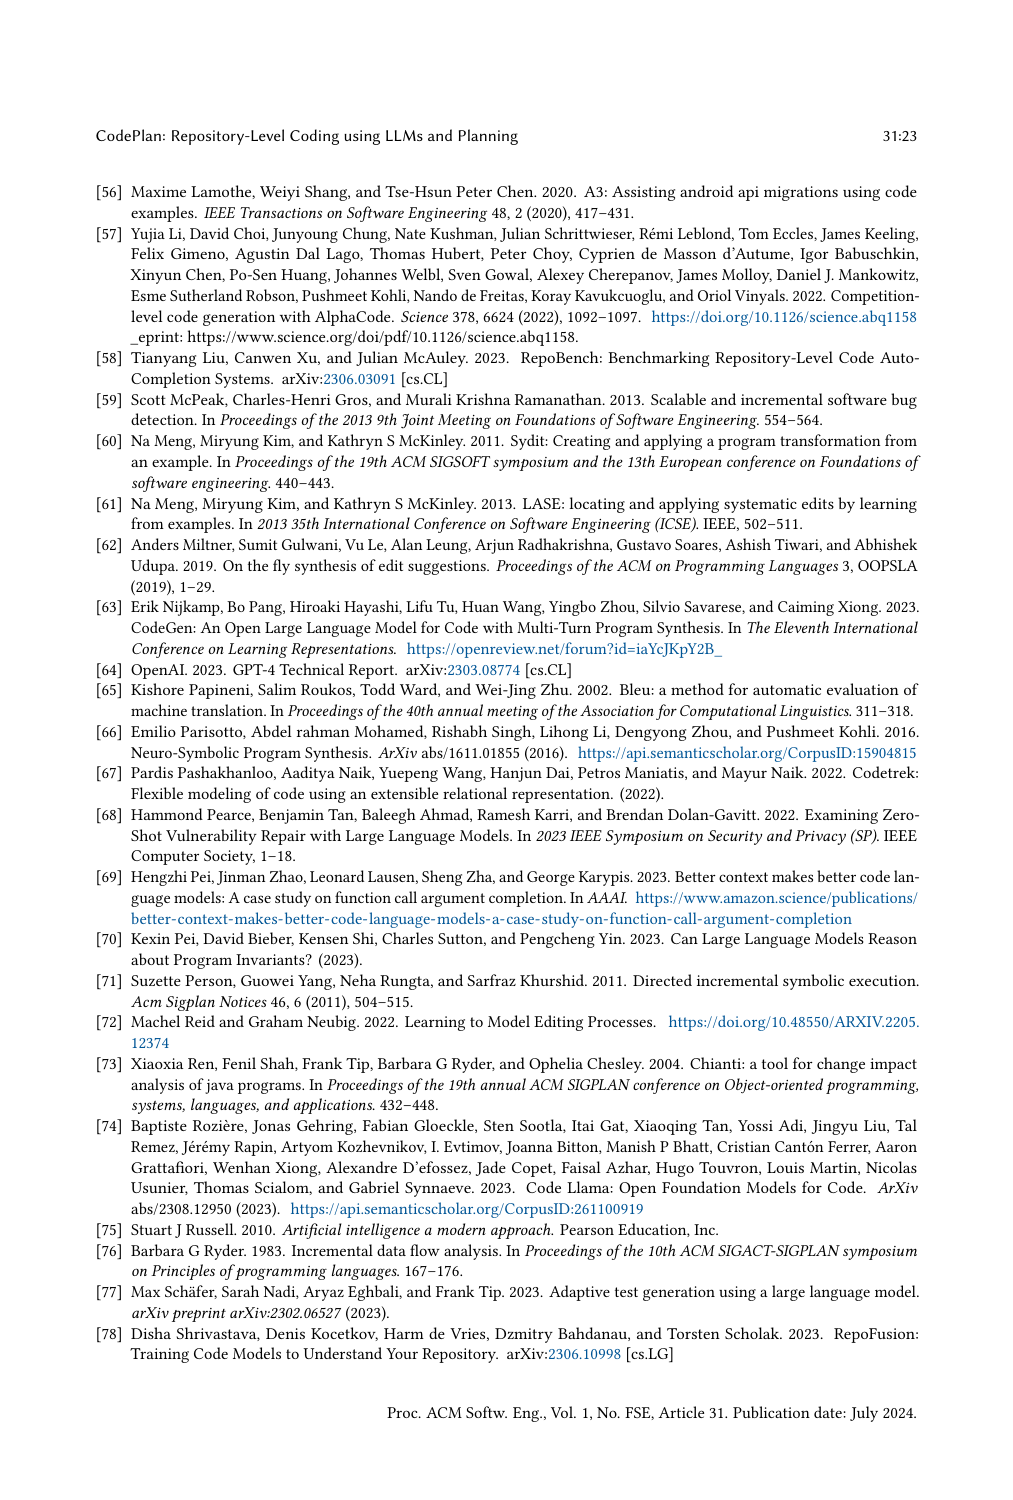 CodePlan: Repository-Level Coding using LLMs and Planning 31:23
[56] Maxime Lamothe, Weiyi Shang, and Tse-Hsun Peter Chen. 2020. A3: Assisting android api migrations using code
examples. IEEE Transactions on Software Engineering 48, 2 (2020), 417–431.
[57] Yujia Li, David Choi, Junyoung Chung, Nate Kushman, Julian Schrittwieser, Rémi Leblond, Tom Eccles, James Keeling,
Felix Gimeno, Agustin Dal Lago, Thomas Hubert, Peter Choy, Cyprien de Masson d'Autume, Igor Babuschkin,
Xinyun Chen, Po-Sen Huang, Johannes Welbl, Sven Gowal, Alexey Cherepanov, James Molloy, Daniel J. Mankowitz,
Esme Sutherland Robson, Pushmeet Kohli, Nando de Freitas, Koray Kavukcuoglu, and Oriol Vinyals. 2022. Competition-
level code generation with AlphaCode. Science 378, 6624 (2022), 1092–1097. https://doi.org/10.1126/science.abq1158
_eprint: https://www.science.org/doi/pdf/10.1126/science.abq1158.
[58] Tianyang Liu, Canwen Xu, and Julian McAuley. 2023. RepoBench: Benchmarking Repository-Level Code Auto-
Completion Systems. arXiv:2306.03091 [cs.CL]
[59] Scott McPeak, Charles-Henri Gros, and Murali Krishna Ramanathan. 2013. Scalable and incremental software bug
detection. In Proceedings of the 2013 9th Joint Meeting on Foundations of Software Engineering. 554–564.
[60] Na Meng, Miryung Kim, and Kathryn S McKinley. 2011. Sydit: Creating and applying a program transformation from
an example. In Proceedings of the 19th ACM SIGSOFT symposium and the 13th European conference on Foundations of
software engineering. 440–443.
[61] Na Meng, Miryung Kim, and Kathryn S McKinley. 2013. LASE: locating and applying systematic edits by learning
from examples. In 2013 35th International Conference on Software Engineering (ICSE). IEEE, 502–511.
[62] Anders Miltner, Sumit Gulwani, Vu Le, Alan Leung, Arjun Radhakrishna, Gustavo Soares, Ashish Tiwari, and Abhishek
Udupa. 2019. On the fly synthesis of edit suggestions. Proceedings of the ACM on Programming Languages 3, OOPSLA
(2019), 1–29.
[63] Erik Nijkamp, Bo Pang, Hiroaki Hayashi, Lifu Tu, Huan Wang, Yingbo Zhou, Silvio Savarese, and Caiming Xiong. 2023.
CodeGen: An Open Large Language Model for Code with Multi-Turn Program Synthesis. In The Eleventh International
Conference on Learning Representations. https://openreview.net/forum?id=iaYcJKpY2B_
[64] OpenAI. 2023. GPT-4 Technical Report. arXiv:2303.08774 [cs.CL]
[65] Kishore Papineni, Salim Roukos, Todd Ward, and Wei-Jing Zhu. 2002. Bleu: a method for automatic evaluation of
machine translation. In Proceedings of the 40th annual meeting of the Association for Computational Linguistics. 311–318.
[66] Emilio Parisotto, Abdel rahman Mohamed, Rishabh Singh, Lihong Li, Dengyong Zhou, and Pushmeet Kohli. 2016.
Neuro-Symbolic Program Synthesis. ArXiv abs/1611.01855 (2016). https://api.semanticscholar.org/CorpusID:15904815
[67] Pardis Pashakhanloo, Aaditya Naik, Yuepeng Wang, Hanjun Dai, Petros Maniatis, and Mayur Naik. 2022. Codetrek:
Flexible modeling of code using an extensible relational representation. (2022).
[68] Hammond Pearce, Benjamin Tan, Baleegh Ahmad, Ramesh Karri, and Brendan Dolan-Gavitt. 2022. Examining Zero-
Shot Vulnerability Repair with Large Language Models. In 2023 IEEE Symposium on Security and Privacy (SP). IEEE
Computer Society, 1–18.
[69] Hengzhi Pei, Jinman Zhao, Leonard Lausen, Sheng Zha, and George Karypis. 2023. Better context makes better code lan-
guage models: A case study on function call argument completion. In AAAI. https://www.amazon.science/publications/
better-context-makes-better-code-language-models-a-case-study-on-function-call-argument-completion
[70] Kexin Pei, David Bieber, Kensen Shi, Charles Sutton, and Pengcheng Yin. 2023. Can Large Language Models Reason
about Program Invariants? (2023).
[71] Suzette Person, Guowei Yang, Neha Rungta, and Sarfraz Khurshid. 2011. Directed incremental symbolic execution.
Acm Sigplan Notices 46, 6 (2011), 504–515.
[72] Machel Reid and Graham Neubig. 2022. Learning to Model Editing Processes. https://doi.org/10.48550/ARXIV.2205.
12374
[73] Xiaoxia Ren, Fenil Shah, Frank Tip, Barbara G Ryder, and Ophelia Chesley. 2004. Chianti: a tool for change impact
analysis of java programs. In Proceedings of the 19th annual ACM SIGPLAN conference on Object-oriented programming,
systems, languages, and applications. 432–448.
[74] Baptiste Rozière, Jonas Gehring, Fabian Gloeckle, Sten Sootla, Itai Gat, Xiaoqing Tan, Yossi Adi, Jingyu Liu, Tal
Remez, Jérémy Rapin, Artyom Kozhevnikov, I. Evtimov, Joanna Bitton, Manish P Bhatt, Cristian Cantón Ferrer, Aaron
Grattafiori, Wenhan Xiong, Alexandre D'efossez, Jade Copet, Faisal Azhar, Hugo Touvron, Louis Martin, Nicolas
Usunier, Thomas Scialom, and Gabriel Synnaeve. 2023. Code Llama: Open Foundation Models for Code. ArXiv
abs/2308.12950 (2023). https://api.semanticscholar.org/CorpusID:261100919
[75] Stuart J Russell. 2010. Artificial intelligence a modern approach. Pearson Education, Inc.
[76] Barbara G Ryder. 1983. Incremental data flow analysis. In Proceedings of the 10th ACM SIGACT-SIGPLAN symposium
on Principles of programming languages. 167–176.
[77] Max Schäfer, Sarah Nadi, Aryaz Eghbali, and Frank Tip. 2023. Adaptive test generation using a large language model.
arXiv preprint arXiv:2302.06527 (2023).
[78] Disha Shrivastava, Denis Kocetkov, Harm de Vries, Dzmitry Bahdanau, and Torsten Scholak. 2023. RepoFusion:
Training Code Models to Understand Your Repository. arXiv:2306.10998 [cs.LG]
Proc. ACM Softw. Eng., Vol. 1, No. FSE, Article 31. Publication date: July 2024.